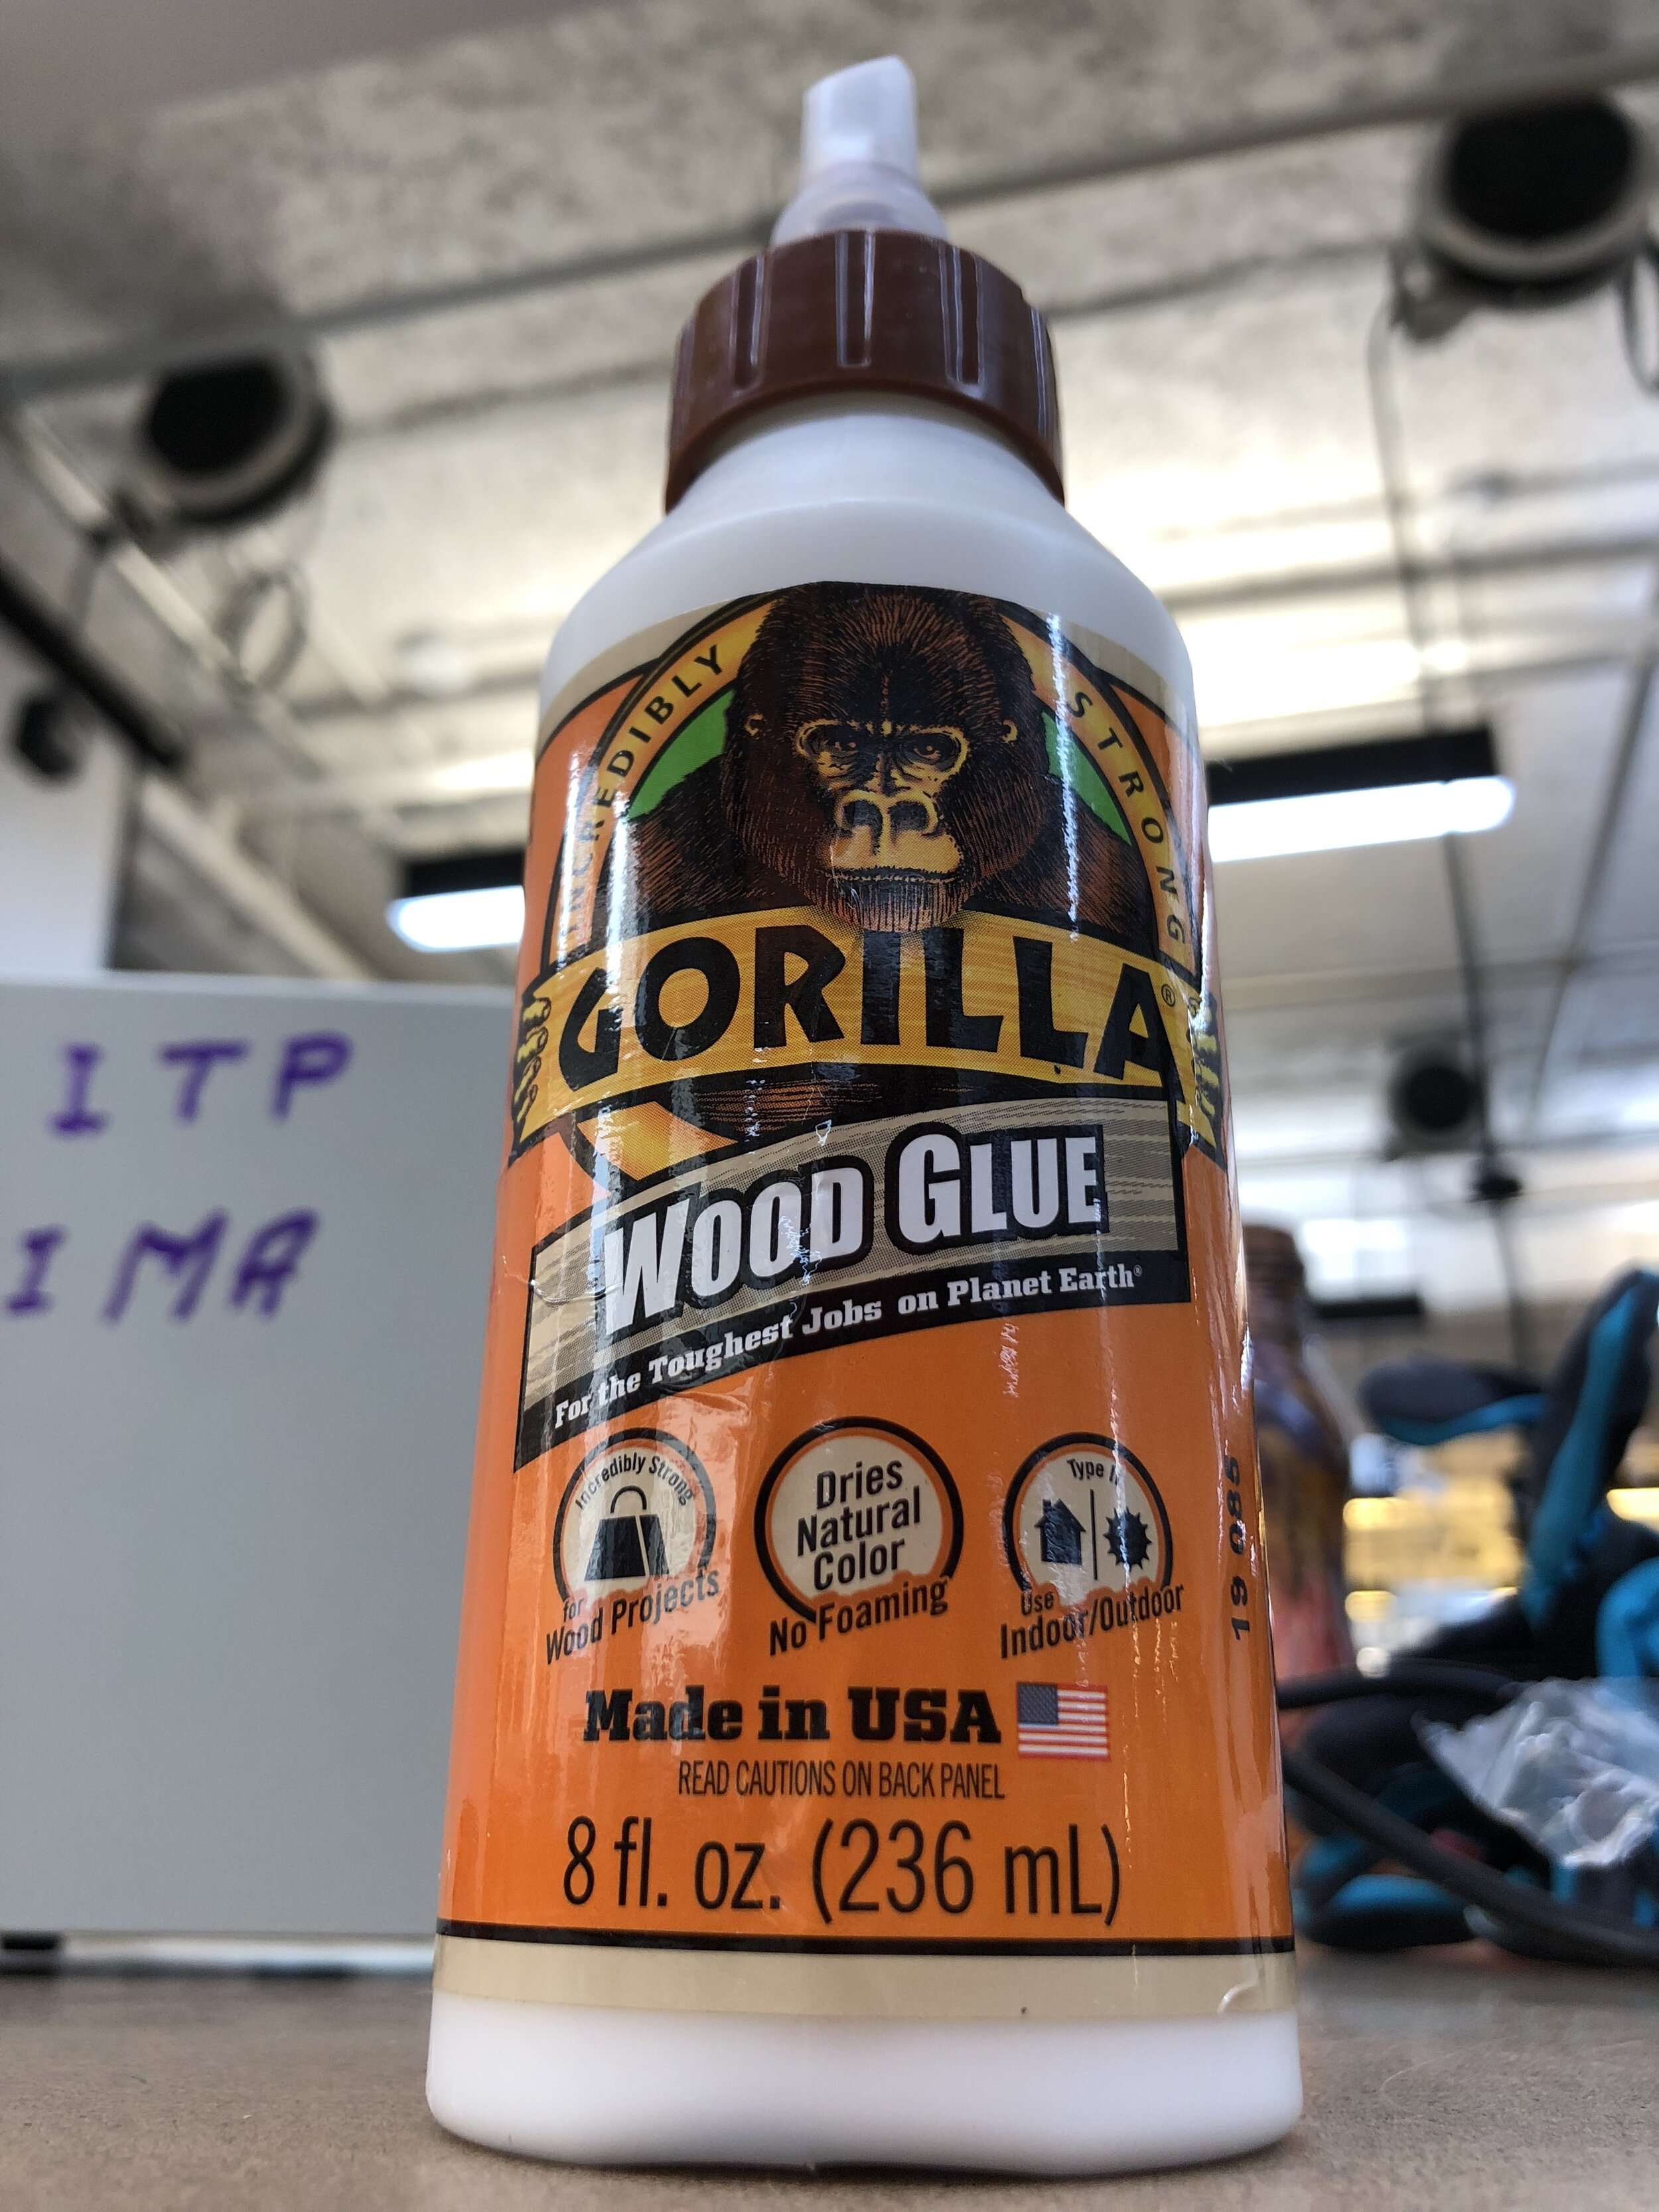 INCREDIBLY STRONG
GORILLA®
WOOD GLUE
For the Toughest Jobs on Planet Earth®
Incredibly Strong
for
Wood Projects
Dries
Natural
Color
No Foaming
Type II
Use
Indoor/Outdoor
19 085
Made in USA
READ CAUTIONS ON BACK PANEL
8 fl. oz. (236 mL)
ITP
IMA